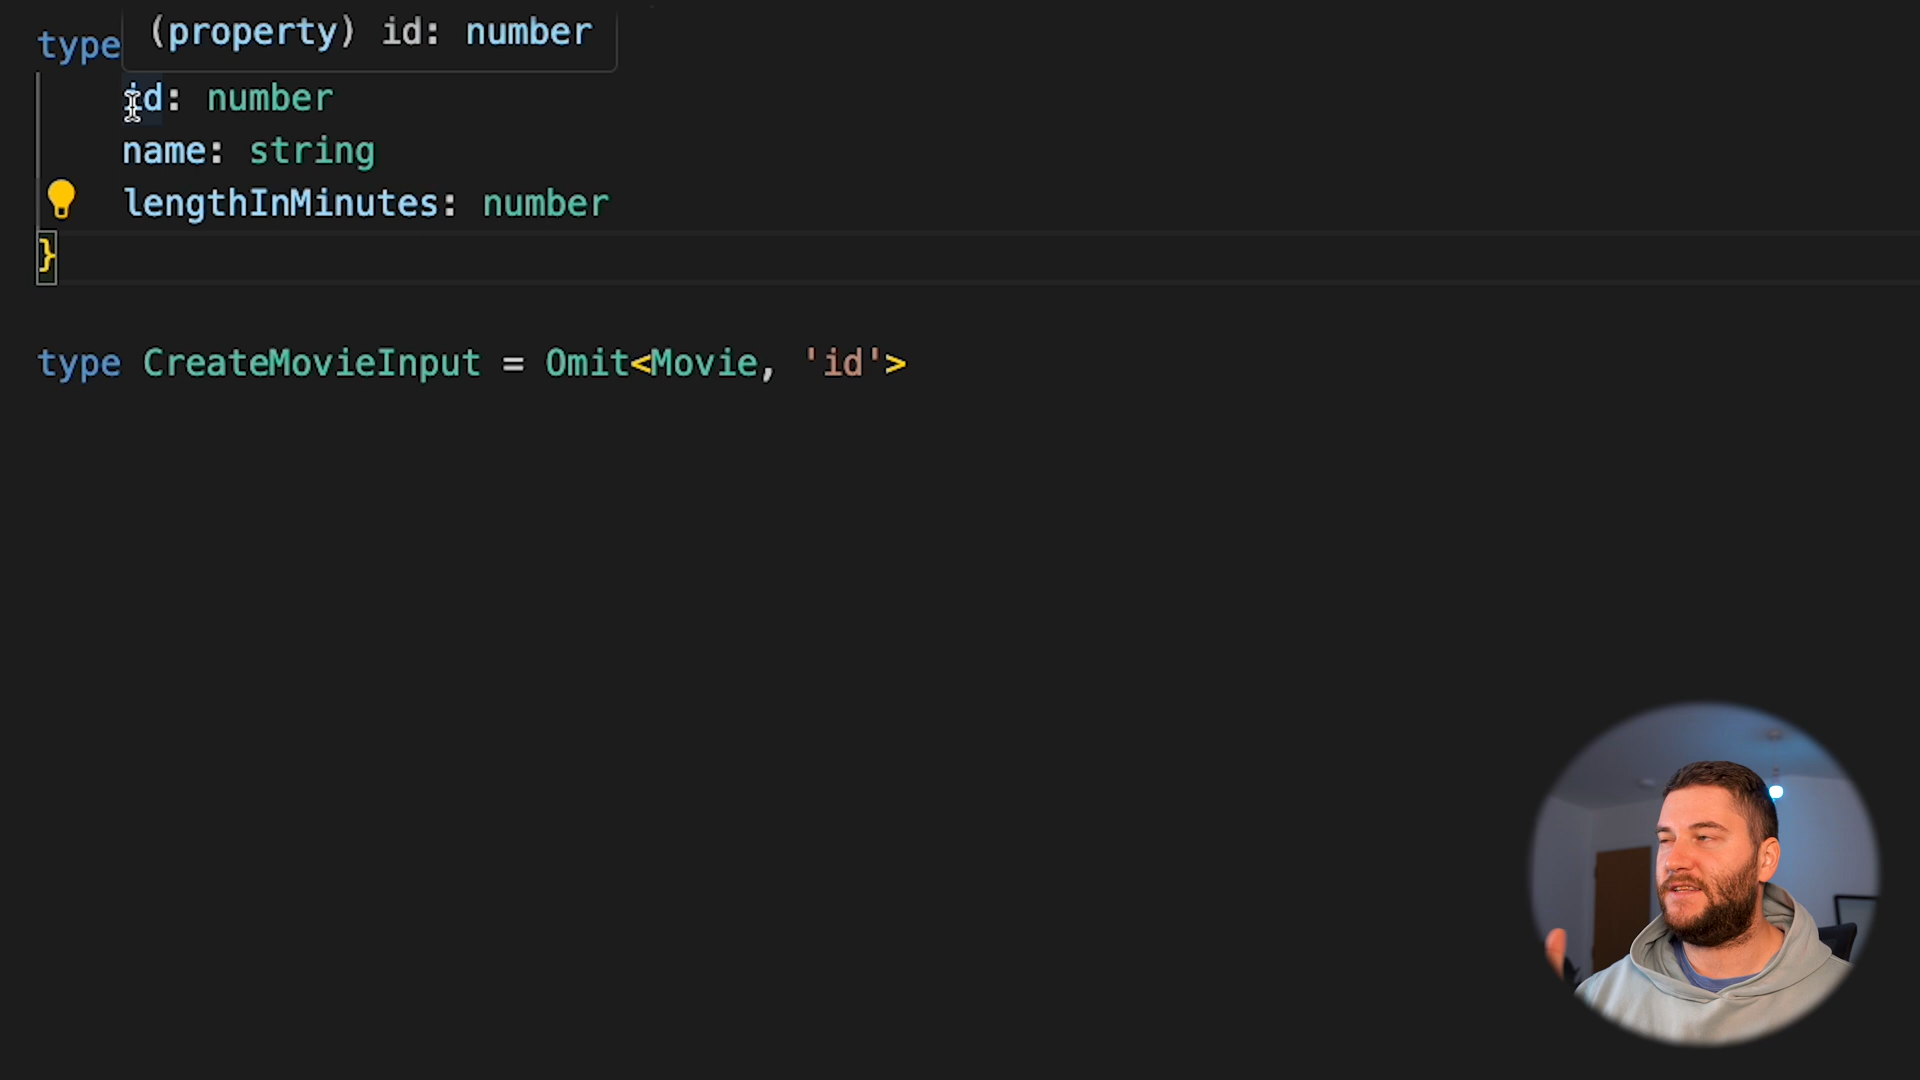 type
(property) id: number
id: number
name: string
lengthInMinutes: number
}
type CreateMovieInput = Omit<Movie, 'id'>